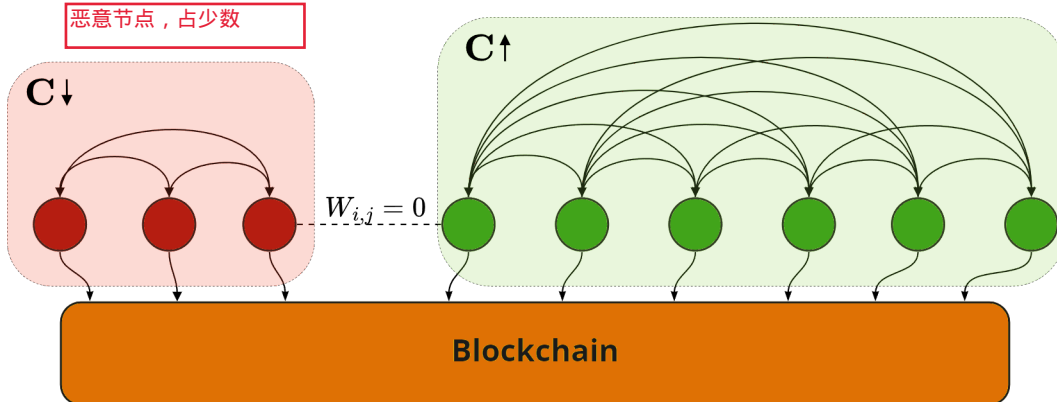 恶意节点，占少数
C↓
C↑
W_{i,j} = 0
Blockchain